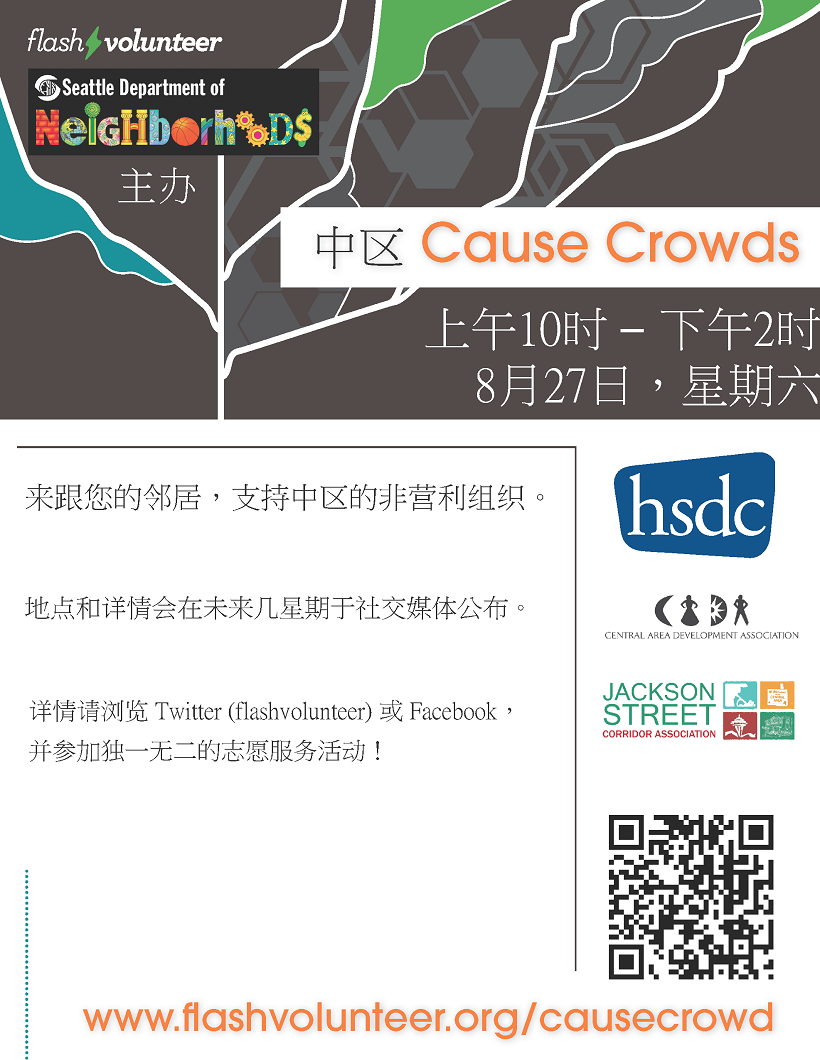 flash volunteer
Seattle Department of
NeigHborhooD$
主办
中区 Cause Crowds
上午10时 – 下午2时
8月27日，星期六
来跟您的邻居，支持中区的非营利组织。
地点和详情会在未来几星期于社交媒体公布。
详情请浏览 Twitter (flashvolunteer) 或 Facebook，
并参加独一无二的志愿服务活动！
hsdc
CADA
CENTRAL AREA DEVELOPMENT ASSOCIATION
JACKSON
STREET
CORRIDOR ASSOCIATION
www.flashvolunteer.org/causecrowd